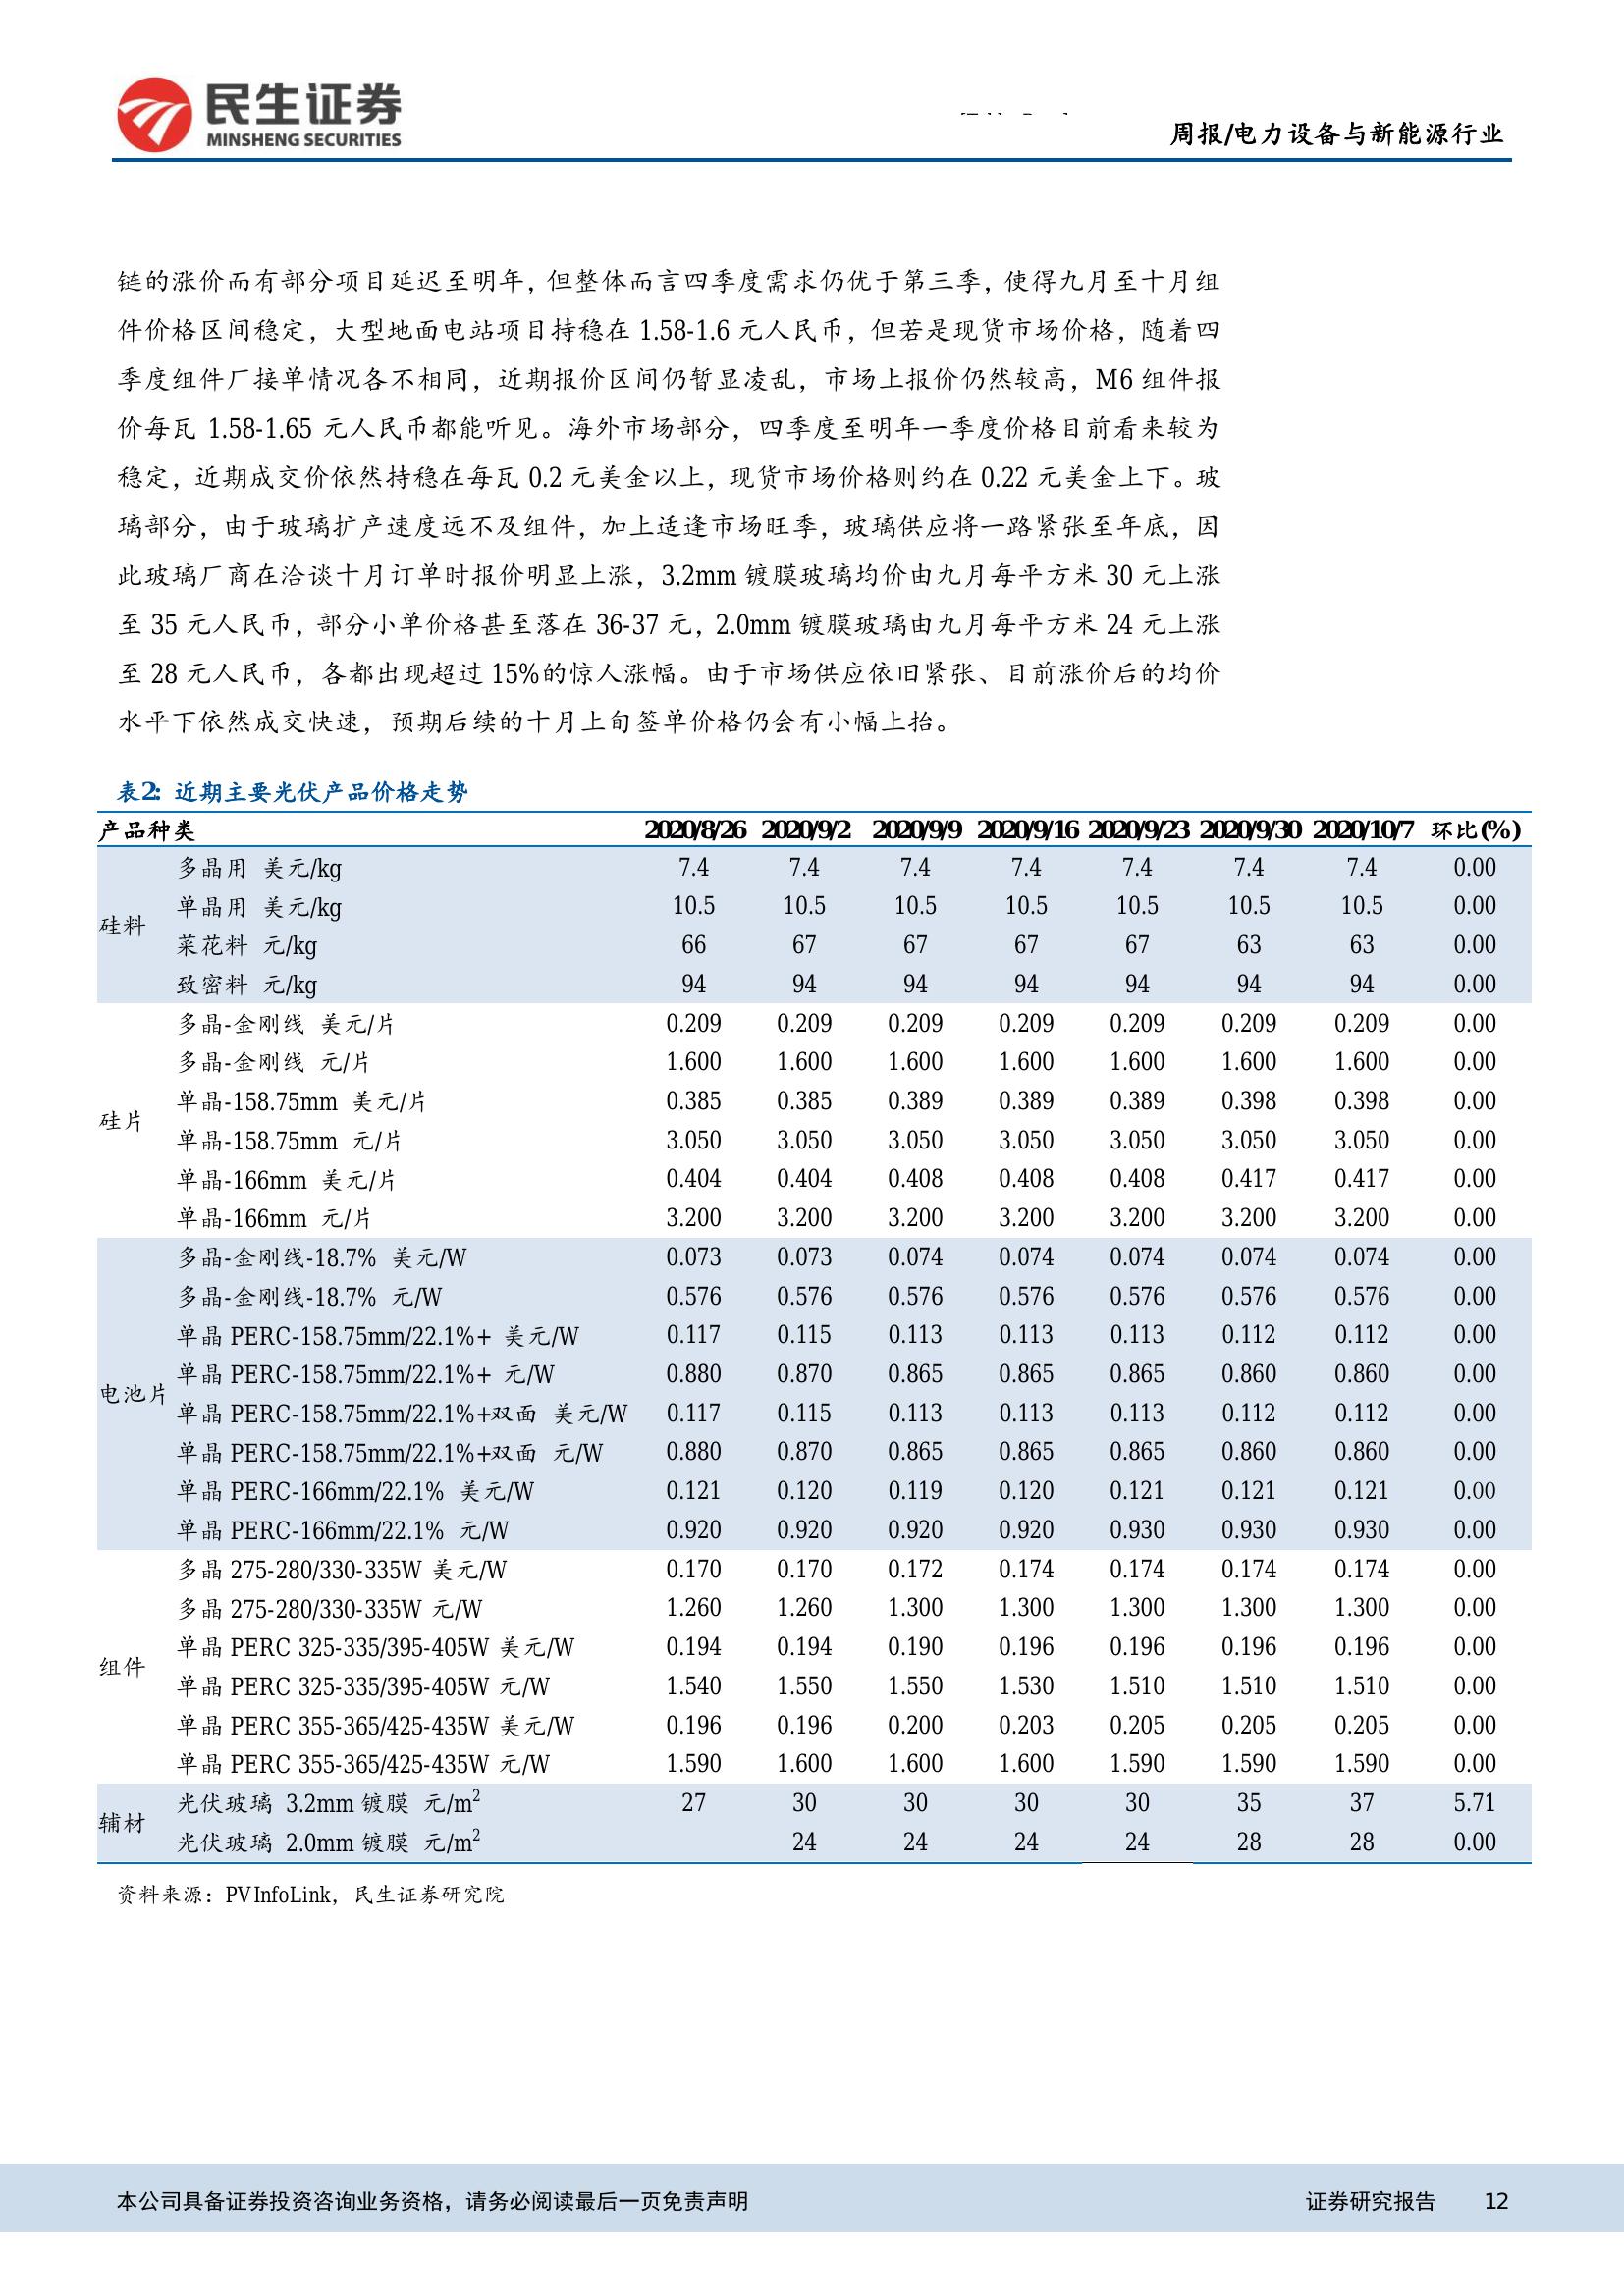 民生证券
MINSHENG SECURITIES
周报/电力设备与新能源行业
链的涨价而有部分项目延迟至明年，但整体而言四季度需求仍优于第三季，使得九月至十月组
件价格区间稳定，大型地面电站项目持稳在 1.58-1.6 元人民币，但若是现货市场价格，随着四
季度组件厂接单情况各不相同，近期报价区间仍暂显凌乱，市场上报价仍然较高，M6 组件报
价每瓦 1.58-1.65 元人民币都能听见。海外市场部分，四季度至明年一季度价格目前看来较为
稳定，近期成交价依然持稳在每瓦 0.2 元美金以上，现货市场价格则约在 0.22 元美金上下。玻
璃部分，由于玻璃扩产速度远不及组件，加上适逢市场旺季，玻璃供应将一路紧张至年底，因
此玻璃厂商在洽谈十月订单时报价明显上涨，3.2mm 镀膜玻璃均价由九月每平方米 30 元上涨
至 35 元人民币，部分小单价格甚至落在 36-37 元，2.0mm 镀膜玻璃由九月每平方米 24 元上涨
至 28 元人民币，各都出现超过 15%的惊人涨幅。由于市场供应依旧紧张、目前涨价后的均价
水平下依然成交快速，预期后续的十月上旬签单价格仍会有小幅上抬。
表2：近期主要光伏产品价格走势
产品种类 2020/8/26 2020/9/2 2020/9/9 2020/9/16 2020/9/23 2020/9/30 2020/10/7 环比(%)
硅料
多晶用 美元/kg 7.4 7.4 7.4 7.4 7.4 7.4 7.4 0.00
单晶用 美元/kg 10.5 10.5 10.5 10.5 10.5 10.5 10.5 0.00
菜花料 元/kg 66 67 67 67 67 63 63 0.00
致密料 元/kg 94 94 94 94 94 94 94 0.00
硅片
多晶-金刚线 美元/片 0.209 0.209 0.209 0.209 0.209 0.209 0.209 0.00
多晶-金刚线 元/片 1.600 1.600 1.600 1.600 1.600 1.600 1.600 0.00
单晶-158.75mm 美元/片 0.385 0.385 0.389 0.389 0.389 0.398 0.398 0.00
单晶-158.75mm 元/片 3.050 3.050 3.050 3.050 3.050 3.050 3.050 0.00
单晶-166mm 美元/片 0.404 0.404 0.408 0.408 0.408 0.417 0.417 0.00
单晶-166mm 元/片 3.200 3.200 3.200 3.200 3.200 3.200 3.200 0.00
电池片
多晶-金刚线-18.7% 美元/W 0.073 0.073 0.074 0.074 0.074 0.074 0.074 0.00
多晶-金刚线-18.7% 元/W 0.576 0.576 0.576 0.576 0.576 0.576 0.576 0.00
单晶 PERC-158.75mm/22.1%+ 美元/W 0.117 0.115 0.113 0.113 0.113 0.112 0.112 0.00
单晶 PERC-158.75mm/22.1%+ 元/W 0.880 0.870 0.865 0.865 0.865 0.860 0.860 0.00
单晶 PERC-158.75mm/22.1%+双面 美元/W 0.117 0.115 0.113 0.113 0.113 0.112 0.112 0.00
单晶 PERC-158.75mm/22.1%+双面 元/W 0.880 0.870 0.865 0.865 0.865 0.860 0.860 0.00
单晶 PERC-166mm/22.1% 美元/W 0.121 0.120 0.119 0.120 0.121 0.121 0.121 0.00
单晶 PERC-166mm/22.1% 元/W 0.920 0.920 0.920 0.920 0.930 0.930 0.930 0.00
组件
多晶 275-280/330-335W 美元/W 0.170 0.170 0.172 0.174 0.174 0.174 0.174 0.00
多晶 275-280/330-335W 元/W 1.260 1.260 1.300 1.300 1.300 1.300 1.300 0.00
单晶 PERC 325-335/395-405W 美元/W 0.194 0.194 0.190 0.196 0.196 0.196 0.196 0.00
单晶 PERC 325-335/395-405W 元/W 1.540 1.550 1.550 1.530 1.510 1.510 1.510 0.00
单晶 PERC 355-365/425-435W 美元/W 0.196 0.196 0.200 0.203 0.205 0.205 0.205 0.00
单晶 PERC 355-365/425-435W 元/W 1.590 1.600 1.600 1.600 1.590 1.590 1.590 0.00
辅材
光伏玻璃 3.2mm 镀膜 元/m² 27 30 30 30 30 35 37 5.71
光伏玻璃 2.0mm 镀膜 元/m² 24 24 24 24 28 28 0.00
资料来源：PVInfoLink，民生证券研究院
本公司具备证券投资咨询业务资格，请务必阅读最后一页免责声明 证券研究报告 12